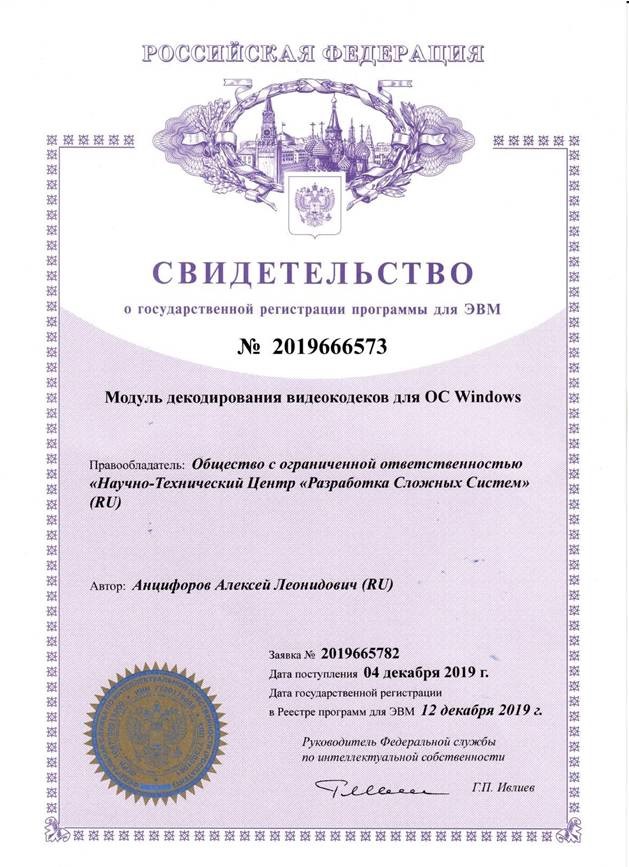 РОССИЙСКАЯ ФЕДЕРАЦИЯ
СВИДЕТЕЛЬСТВО
о государственной регистрации программы для ЭВМ
№ 2019666573
Модуль декодирования видеокодеков для ОС Windows
Правообладатель: Общество с ограниченной ответственностью
«Научно-Технический Центр «Разработка Сложных Систем»
(RU)
Автор: Анцифоров Алексей Леонидович (RU)
Заявка № 2019665782
Дата поступления 04 декабря 2019 г.
Дата государственной регистрации
в Реестре программ для ЭВМ 12 декабря 2019 г.
Руководитель Федеральной службы
по интеллектуальной собственности
Г.П. Ивлиев